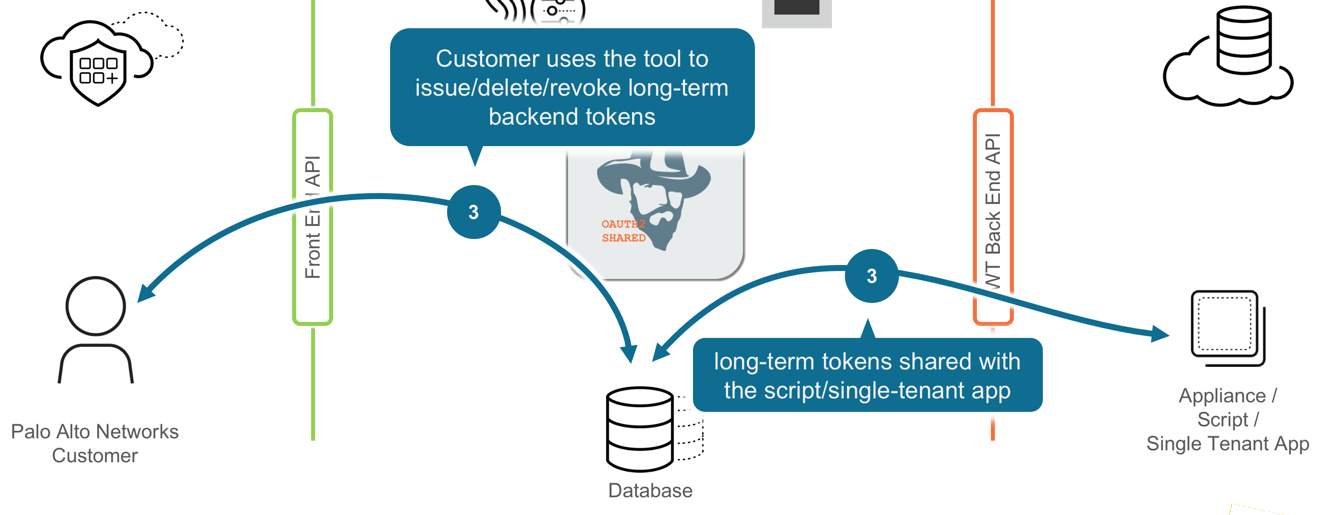 Customer uses the tool to
issue/delete/revoke long-term
backend tokens
Front End API
WT Back End API
3
OAUTH2
SHARED
3
long-term tokens shared with
the script/single-tenant app
Palo Alto Networks
Customer
Database
Appliance /
Script /
Single Tenant App